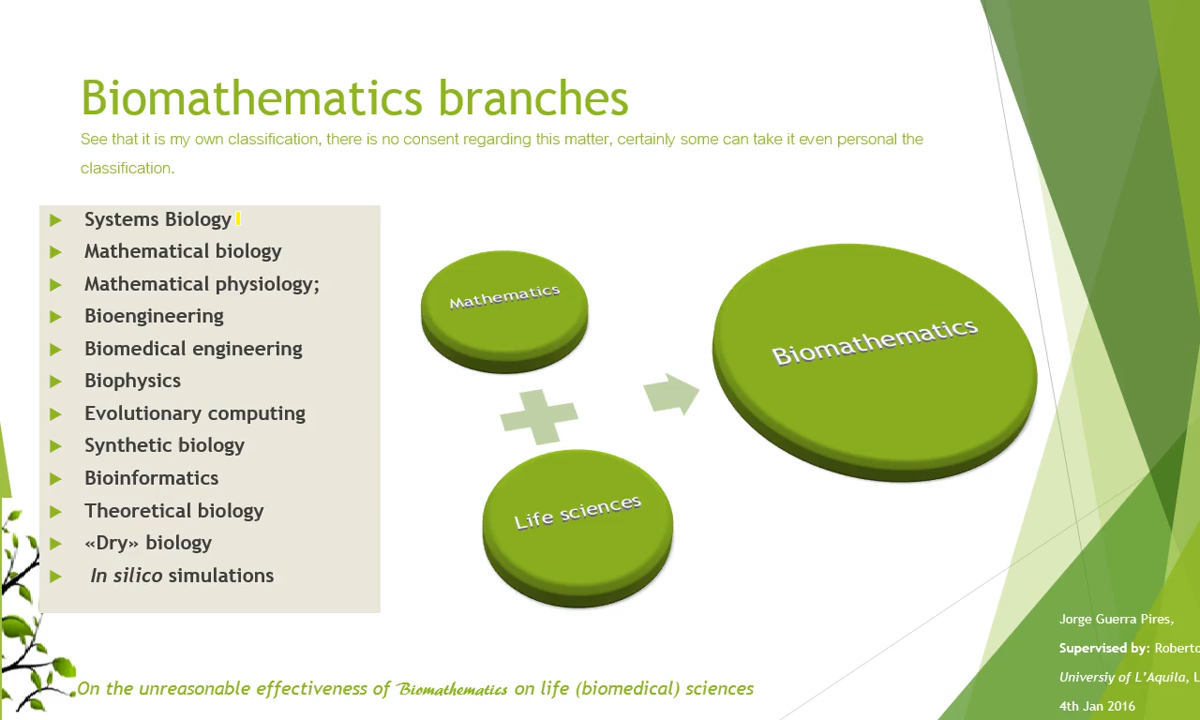 Biomathematics branches
See that it is my own classification, there is no consent regarding this matter, certainly some can take it even personal the
classification.
Systems Biology
Mathematical biology
Mathematical physiology;
Bioengineering
Biomedical engineering
Biophysics
Evolutionary computing
Synthetic biology
Bioinformatics
Theoretical biology
«Dry» biology
In silico simulations
Mathematics
Life sciences
Biomathematics
On the unreasonable effectiveness of Biomathematics on life (biomedical) sciences
Jorge Guerra Pires,
Supervised by: Roberto
Universiy of L'Aquila, L
4th Jan 2016